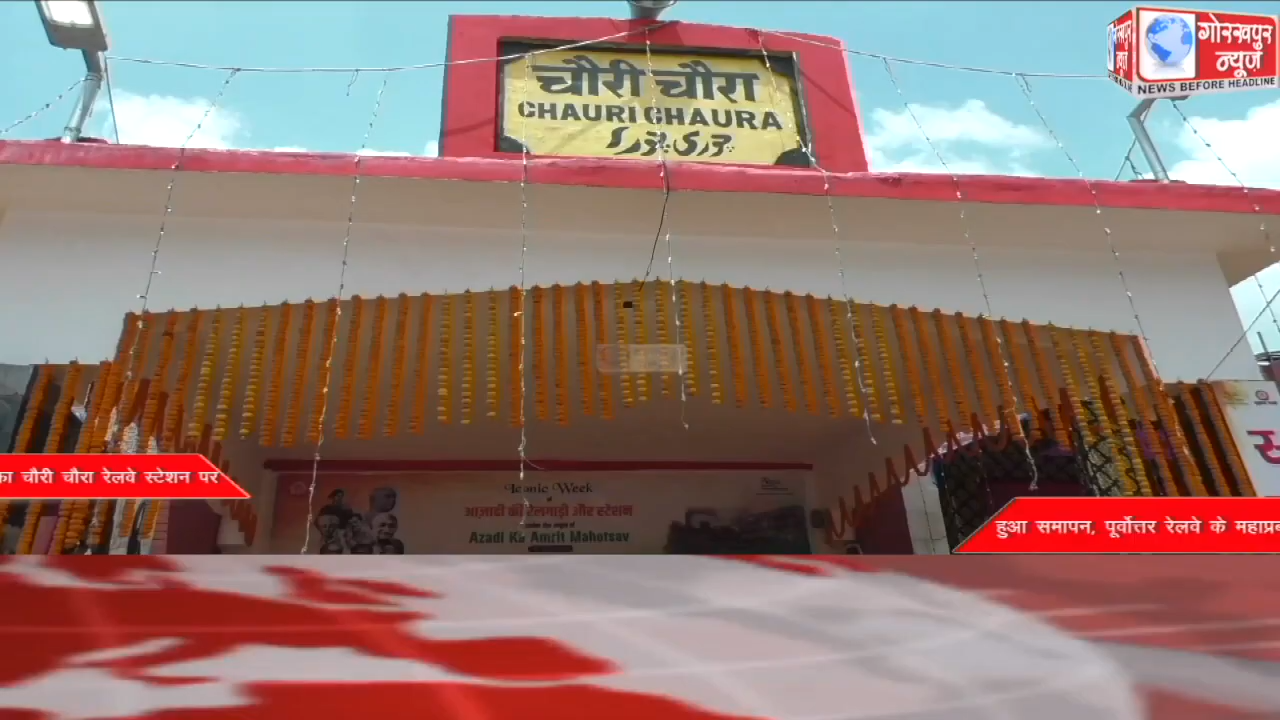 गोरखपुर
न्यूज़
NEWS BEFORE HEADLINE
चौरी चौरा
CHAURI CHAURA
چوری چورا
का चौरी चौरा रेलवे स्टेशन पर
Iconic Week
of
आज़ादी की रेलगाड़ी और स्टेशन
Azadi Ka Amrit Mahotsav
हुआ समापन, पूर्वोत्तर रेलवे के महाप्रब